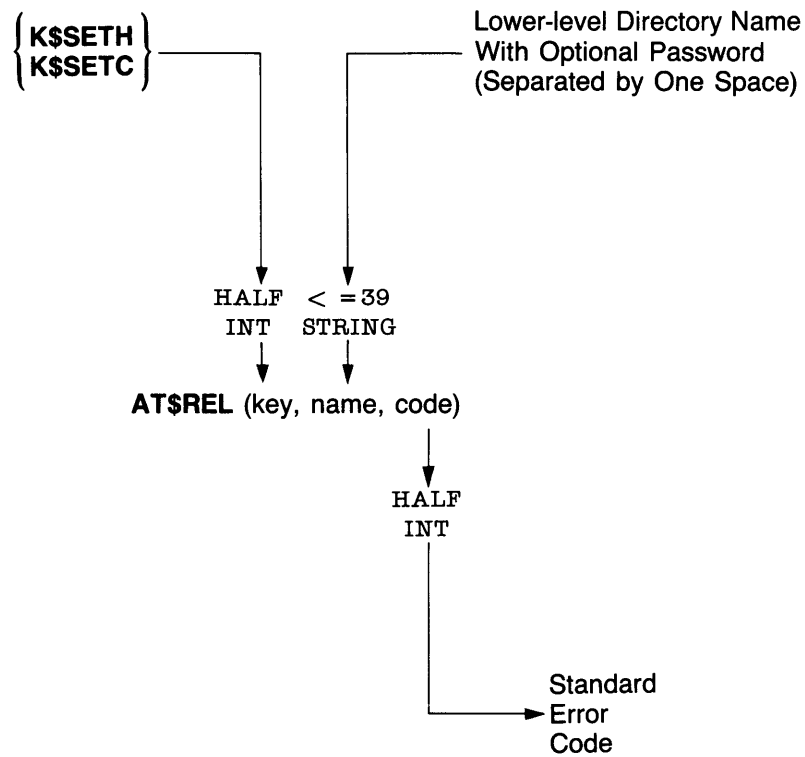 K$SETH
K$SETC
Lower-level Directory Name
With Optional Password
(Separated by One Space)
HALF
INT
< =39
STRING
AT$REL (key, name, code)
HALF
INT
Standard
Error
Code